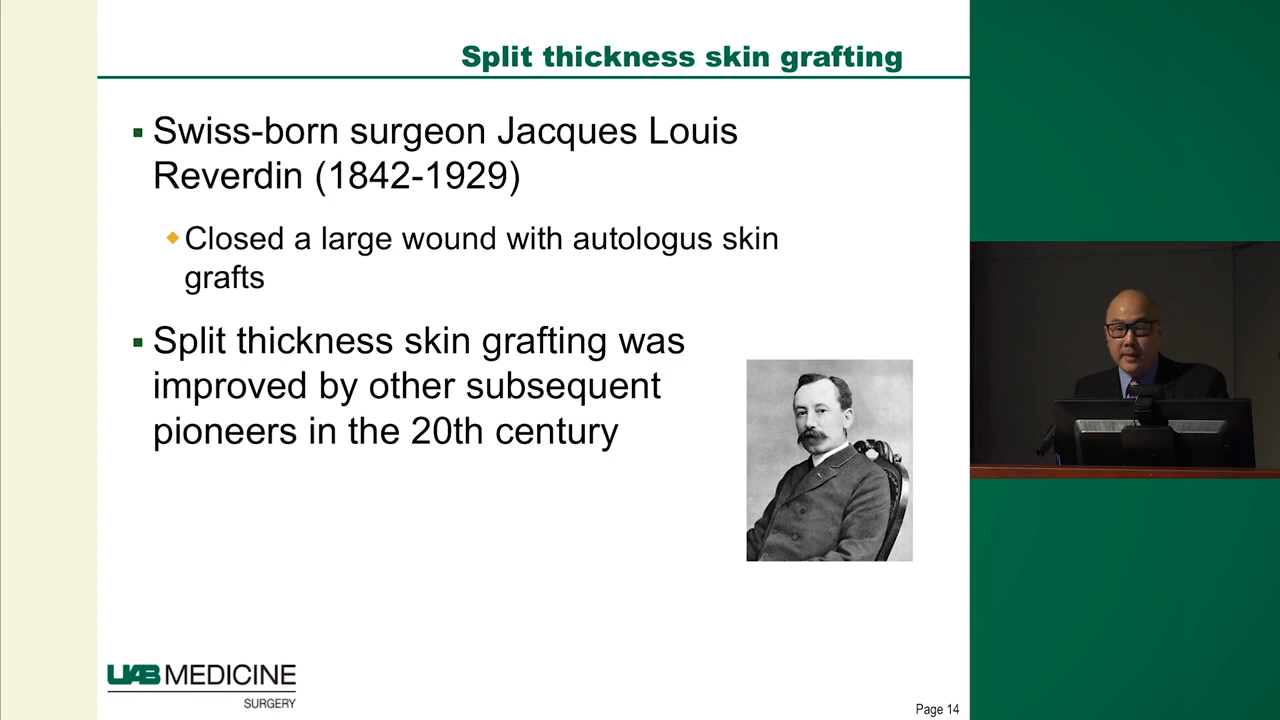 Split thickness skin grafting
▪ Swiss-born surgeon Jacques Louis
Reverdin (1842-1929)
◆ Closed a large wound with autologus skin
grafts
▪ Split thickness skin grafting was
improved by other subsequent
pioneers in the 20th century
UAB MEDICINE
SURGERY
Page 14